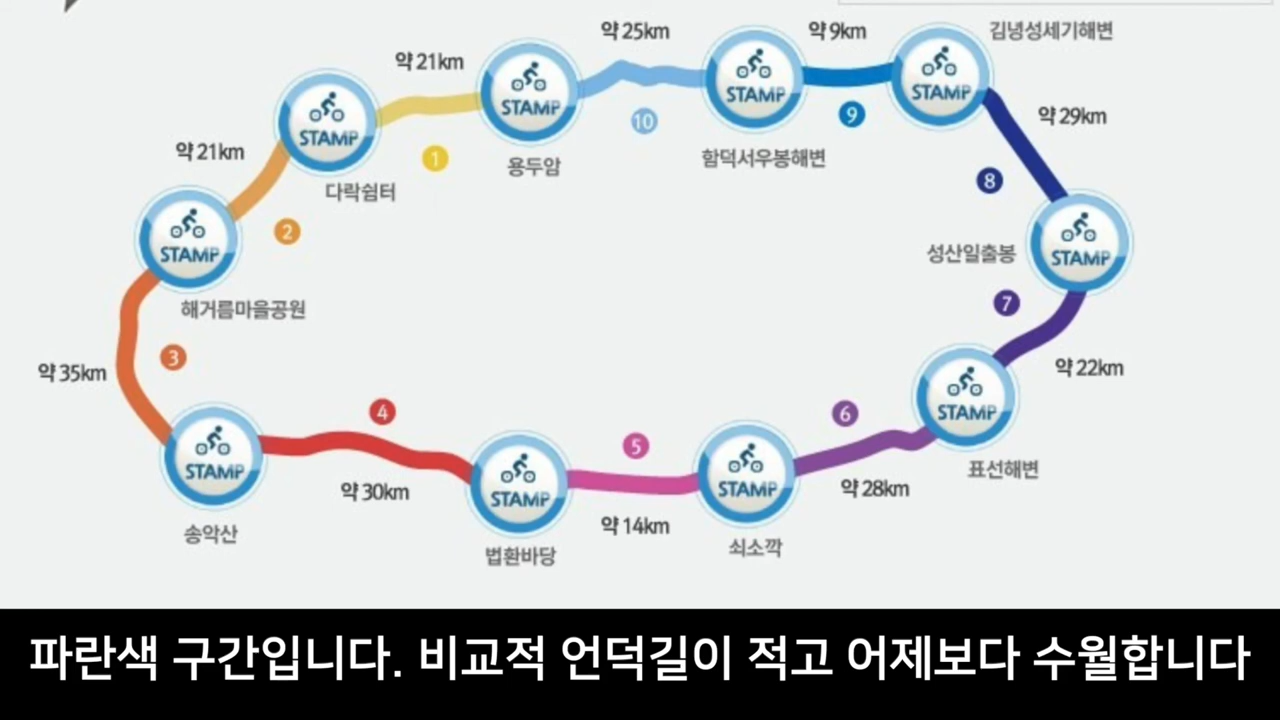 약 25km
약 9km
김녕성세기해변
약 21km
STAMP
STAMP
STAMP
약 29km
STAMP
10
9
약 21km
1
용두암
함덕서우봉해변
8
다락쉼터
2
STAMP
성산일출봉
STAMP
7
해거름마을공원
3
약 35km
약 22km
STAMP
4
6
5
표선해변
STAMP
약 30km
STAMP
STAMP
약 28km
약 14km
송악산
법환바당
쇠소깍
파란색 구간입니다. 비교적 언덕길이 적고 어제보다 수월합니다